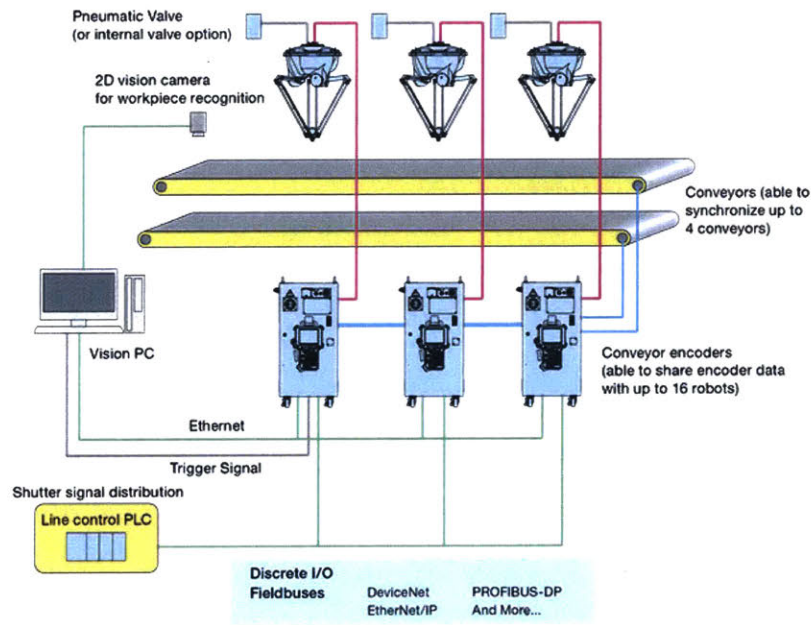 Pneumatic Valve
(or internal valve option)
2D vision camera
for workpiece recognition
Conveyors (able to
synchronize up to
4 conveyors)
Vision PC
Conveyor encoders
(able to share encoder data
with up to 16 robots)
Ethernet
Trigger Signal
Shutter signal distribution
Line control PLC
Discrete I/O
Fieldbuses
DeviceNet
PROFIBUS-DP
EtherNet/IP
And More...